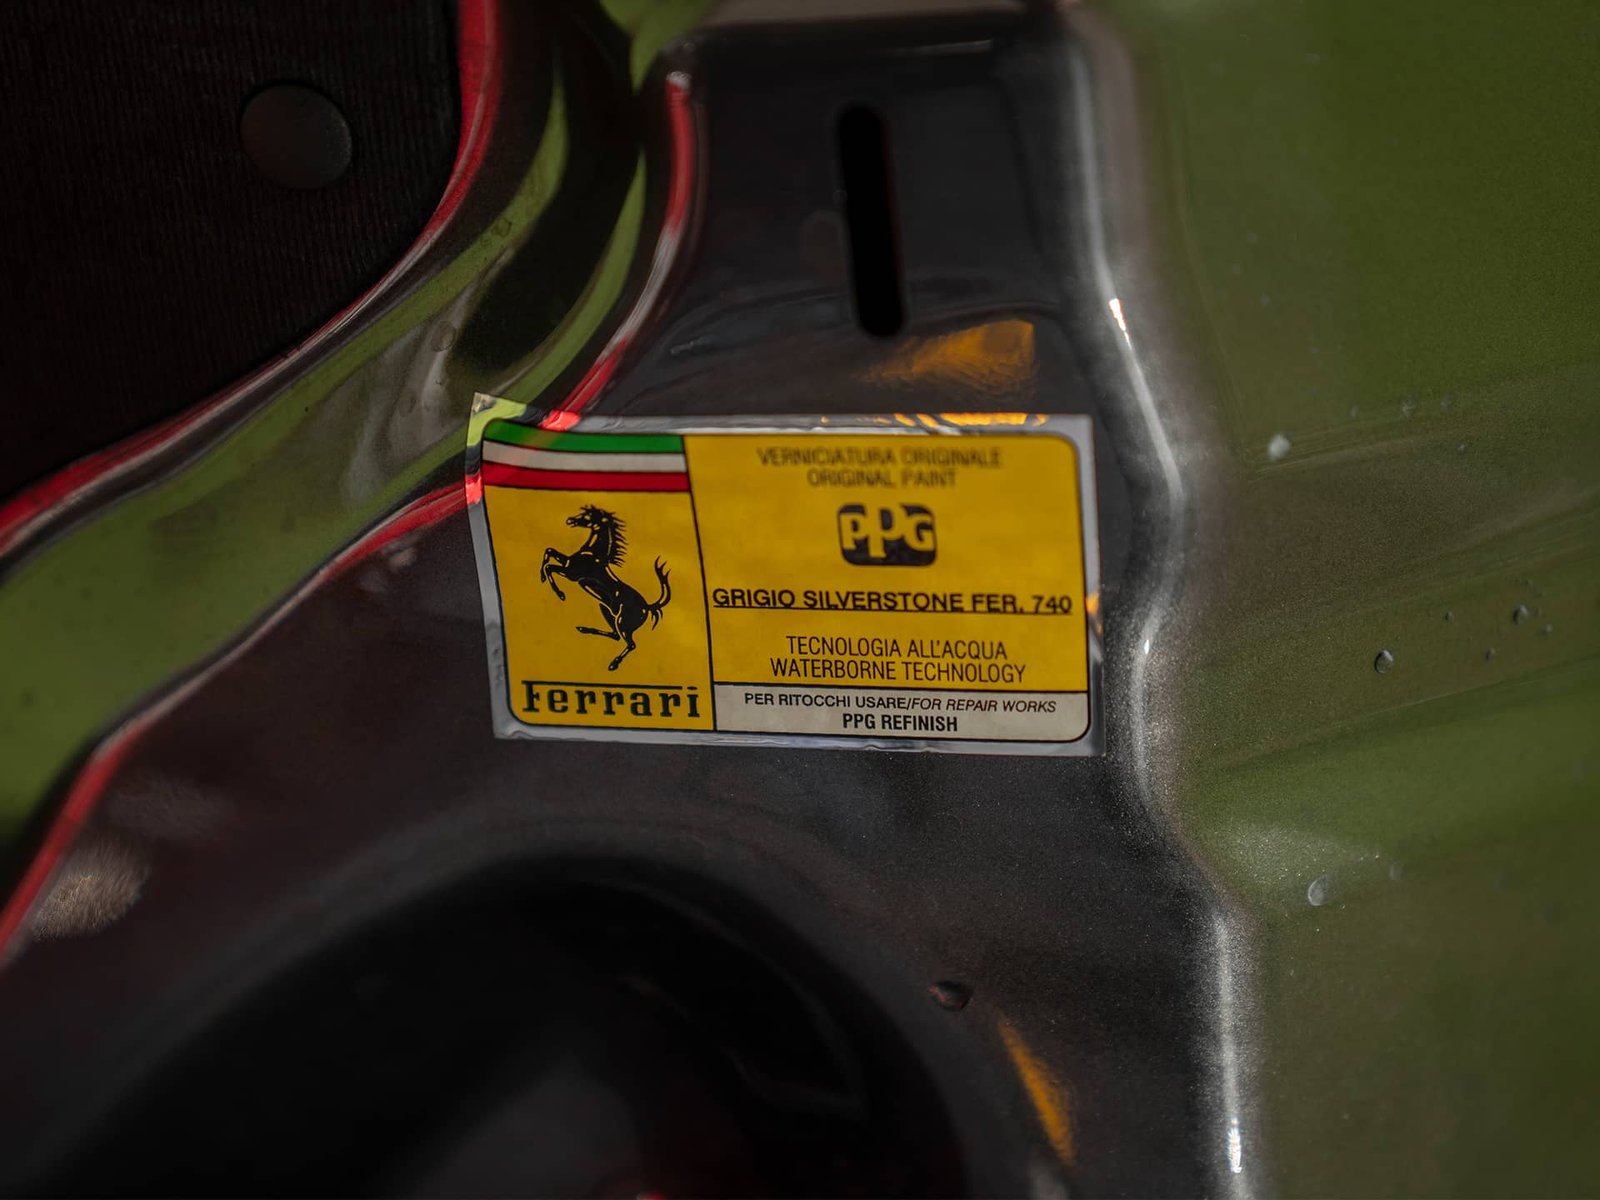 VERNICIATURA ORIGINALE
ORIGINAL PAINT
PPG
GRIGIO SILVERSTONE FER. 740
TECNOLOGIA ALL'ACQUA
WATERBORNE TECHNOLOGY
Ferrari
PER RITOCCHI USARE/FOR REPAIR WORKS
PPG REFINISH